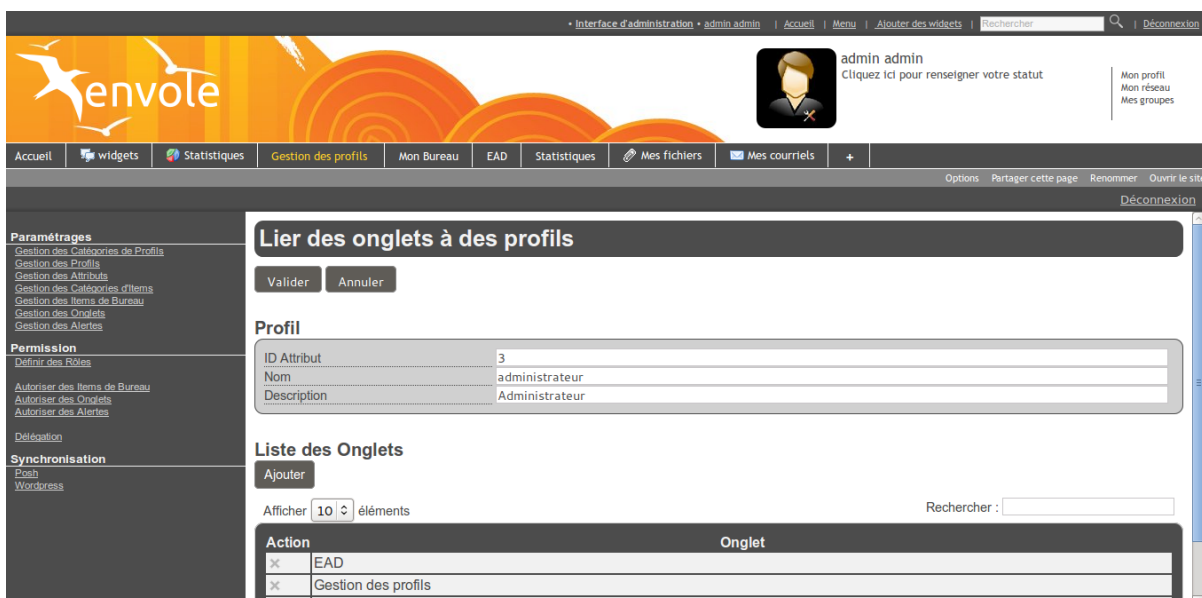 • Interface d'administration • admin admin | Accueil | Menu | Ajouter des widgets | Rechercher | Déconnexion
envole
admin admin
Cliquez ici pour renseigner votre statut
Mon profil
Mon réseau
Mes groupes
Accueil widgets Statistiques Gestion des profils Mon Bureau EAD Statistiques Mes fichiers Mes courriels +
Options Partager cette page Renommer Ouvrir le site
Déconnexion
Paramétrages
Gestion des Catégories de Profils
Gestion des Profils
Gestion des Attributs
Gestion des Catégories d'Items
Gestion des Items de Bureau
Gestion des Onglets
Gestion des Alertes
Permission
Définir des Rôles
Autoriser des Items de Bureau
Autoriser des Onglets
Autoriser des Alertes
Délégation
Synchronisation
Posh
Wordpress
Lier des onglets à des profils
Valider Annuler
Profil
ID Attribut 3
Nom administrateur
Description Administrateur
Liste des Onglets
Ajouter
Afficher 10 éléments Rechercher :
Action Onglet
EAD
Gestion des profils